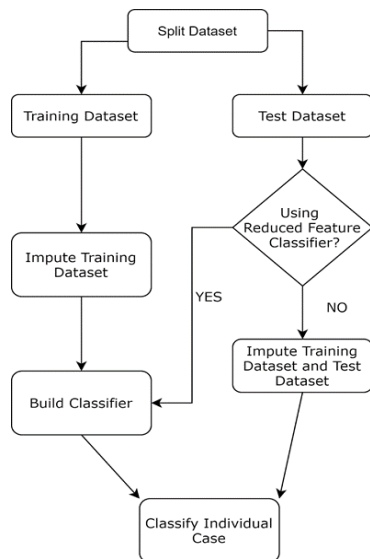 Split Dataset
Training Dataset
Test Dataset
Using
Reduced Feature
Classifier?
Impute Training
Dataset
YES
NO
Impute Training
Dataset and Test
Dataset
Build Classifier
Classify Individual
Case